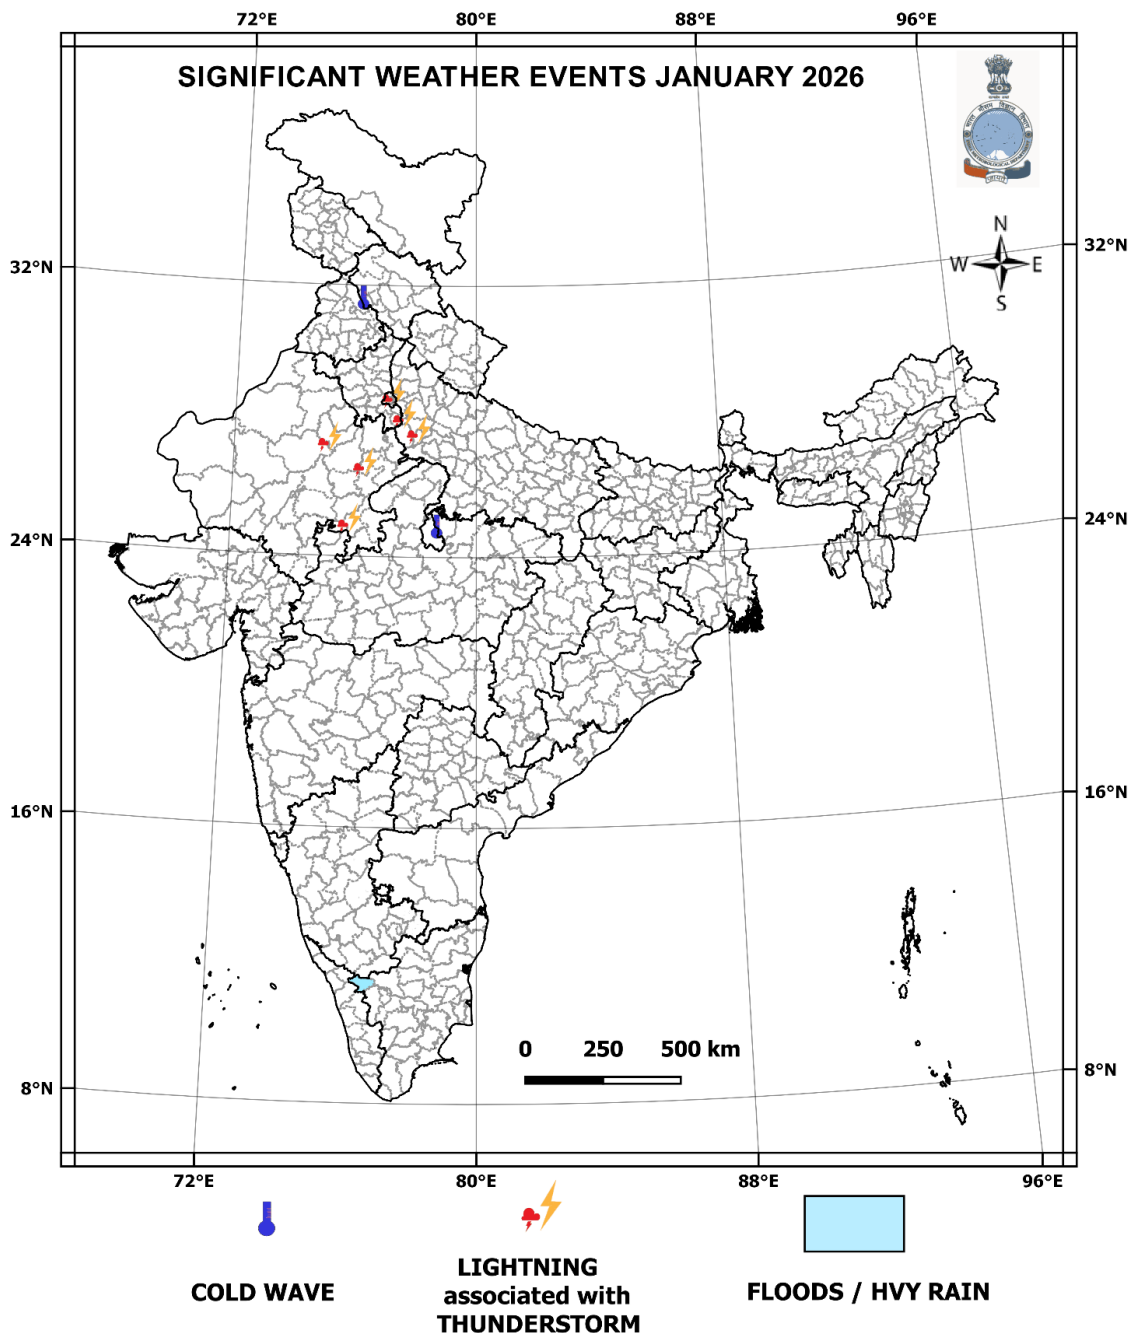 72°E 80°E 88°E 96°E
SIGNIFICANT WEATHER EVENTS JANUARY 2026
N
W E
S
32°N 32°N
24°N 24°N
16°N 16°N
0 250 500 km
8°N 8°N
72°E 80°E 88°E 96°E
COLD WAVE
LIGHTNING
associated with
THUNDERSTORM
FLOODS / HVY RAIN